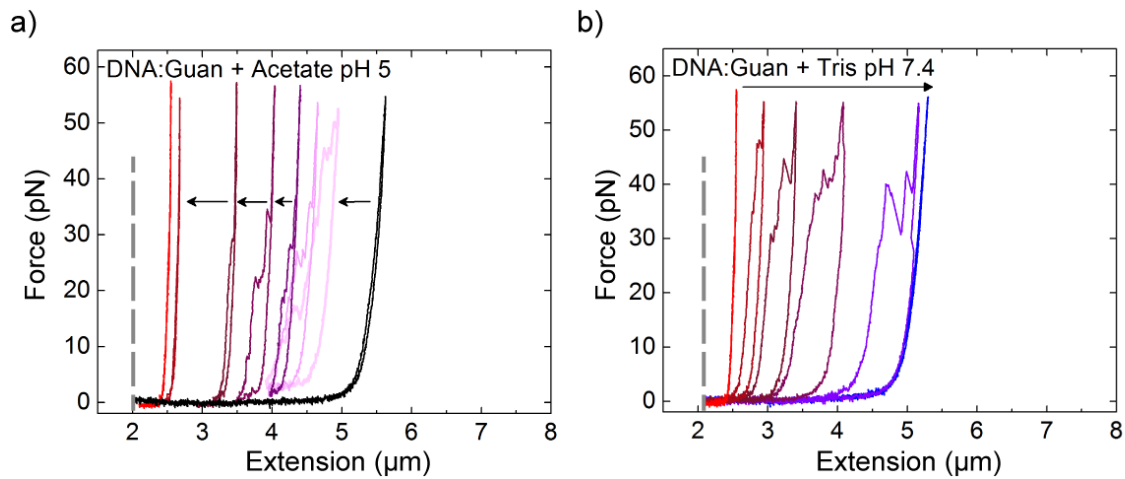 a)
DNA:Guan + Acetate pH 5
60
50
40
30
20
10
0
Force (pN)
2 3 4 5 6 7 8
Extension (µm)
b)
DNA:Guan + Tris pH 7.4
60
50
40
30
20
10
0
Force (pN)
2 3 4 5 6 7 8
Extension (µm)